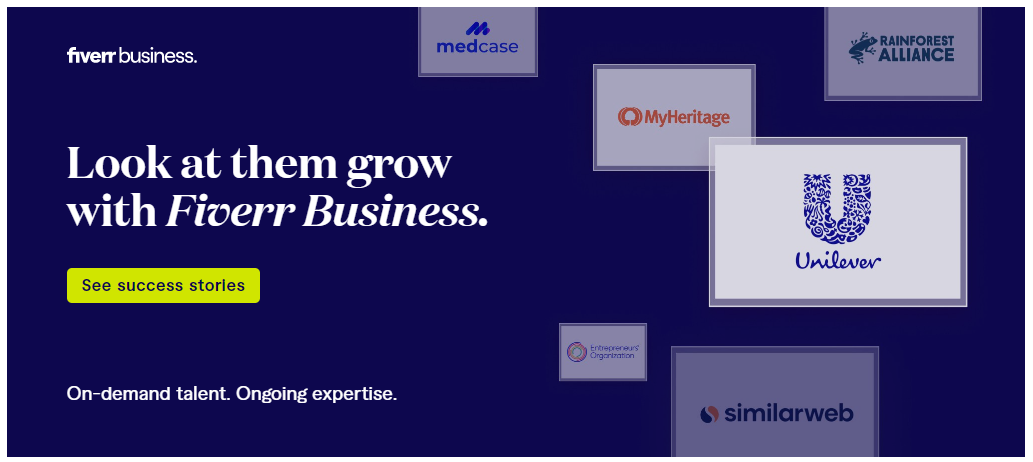 fiverr business.
medcase
RAINFOREST
ALLIANCE
MyHeritage
Look at them grow
with Fiverr Business.
Unilever
See success stories
Entrepreneurs'
Organization
On-demand talent. Ongoing expertise.
similarweb